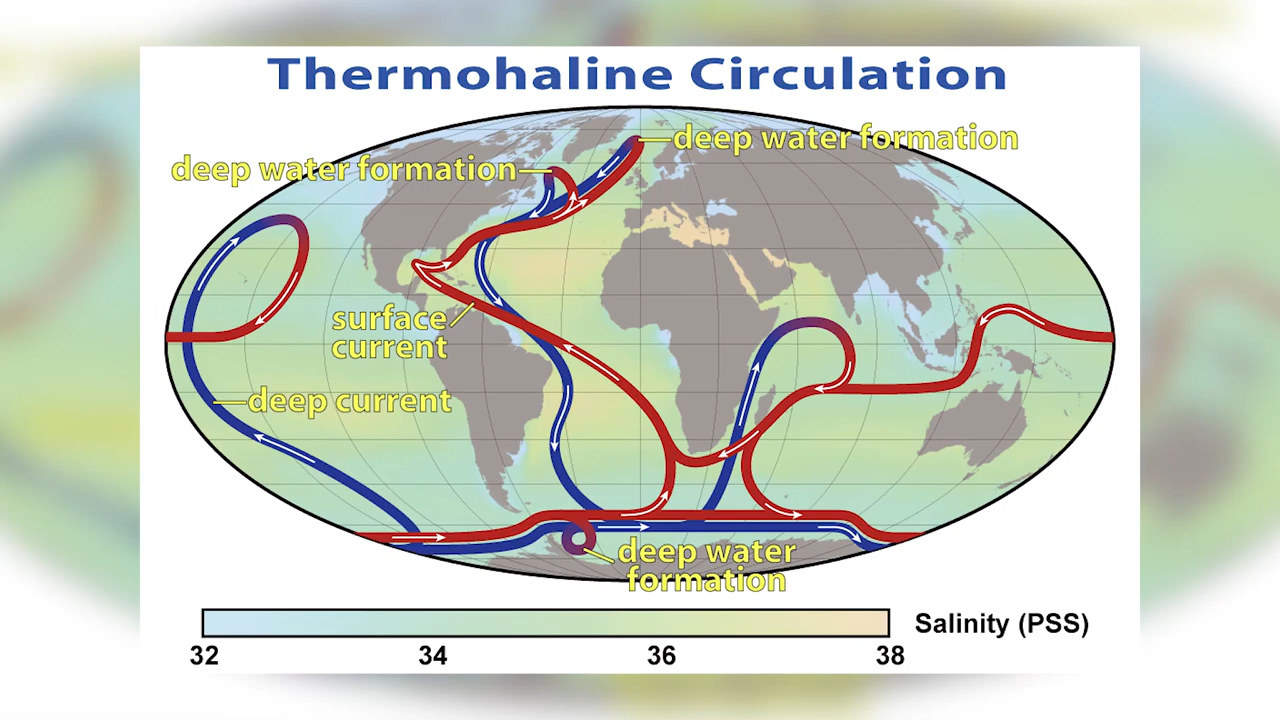 Thermohaline Circulation
deep water formation
deep water formation
surface
current
deep current
deep water
formation
Salinity (PSS)
32 34 36 38